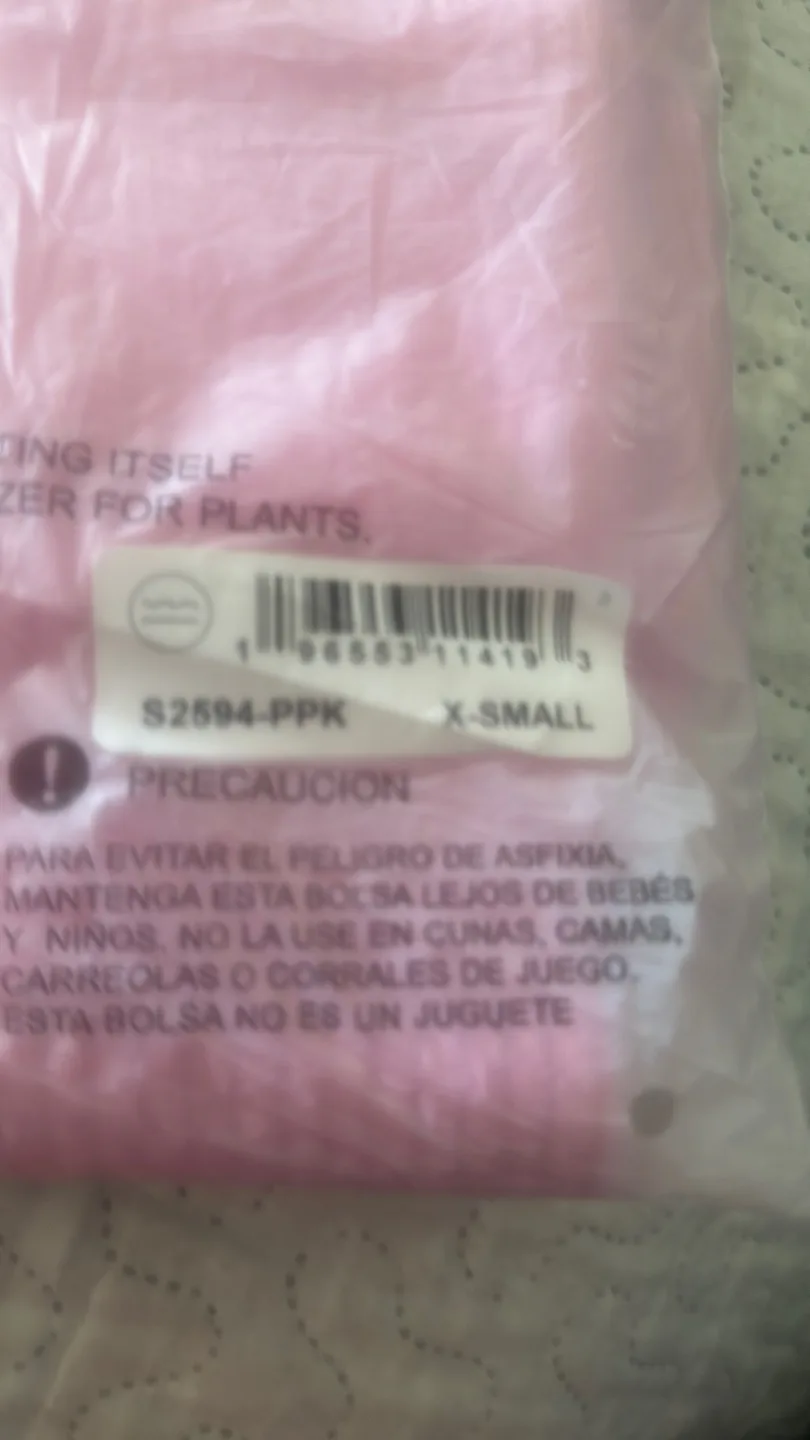 TING ITSELF
ZER FOR PLANTS.
1 96553 11419 3
S2594-PPK X-SMALL
PRECAUCION
PARA EVITAR EL PELIGRO DE ASFIXIA,
MANTENGA ESTA BOLSA LEJOS DE BEBÉS
Y NIÑOS. NO LA USE EN CUNAS, CAMAS,
CARREOLAS O CORRALES DE JUEGO.
ESTA BOLSA NO ES UN JUGUETE